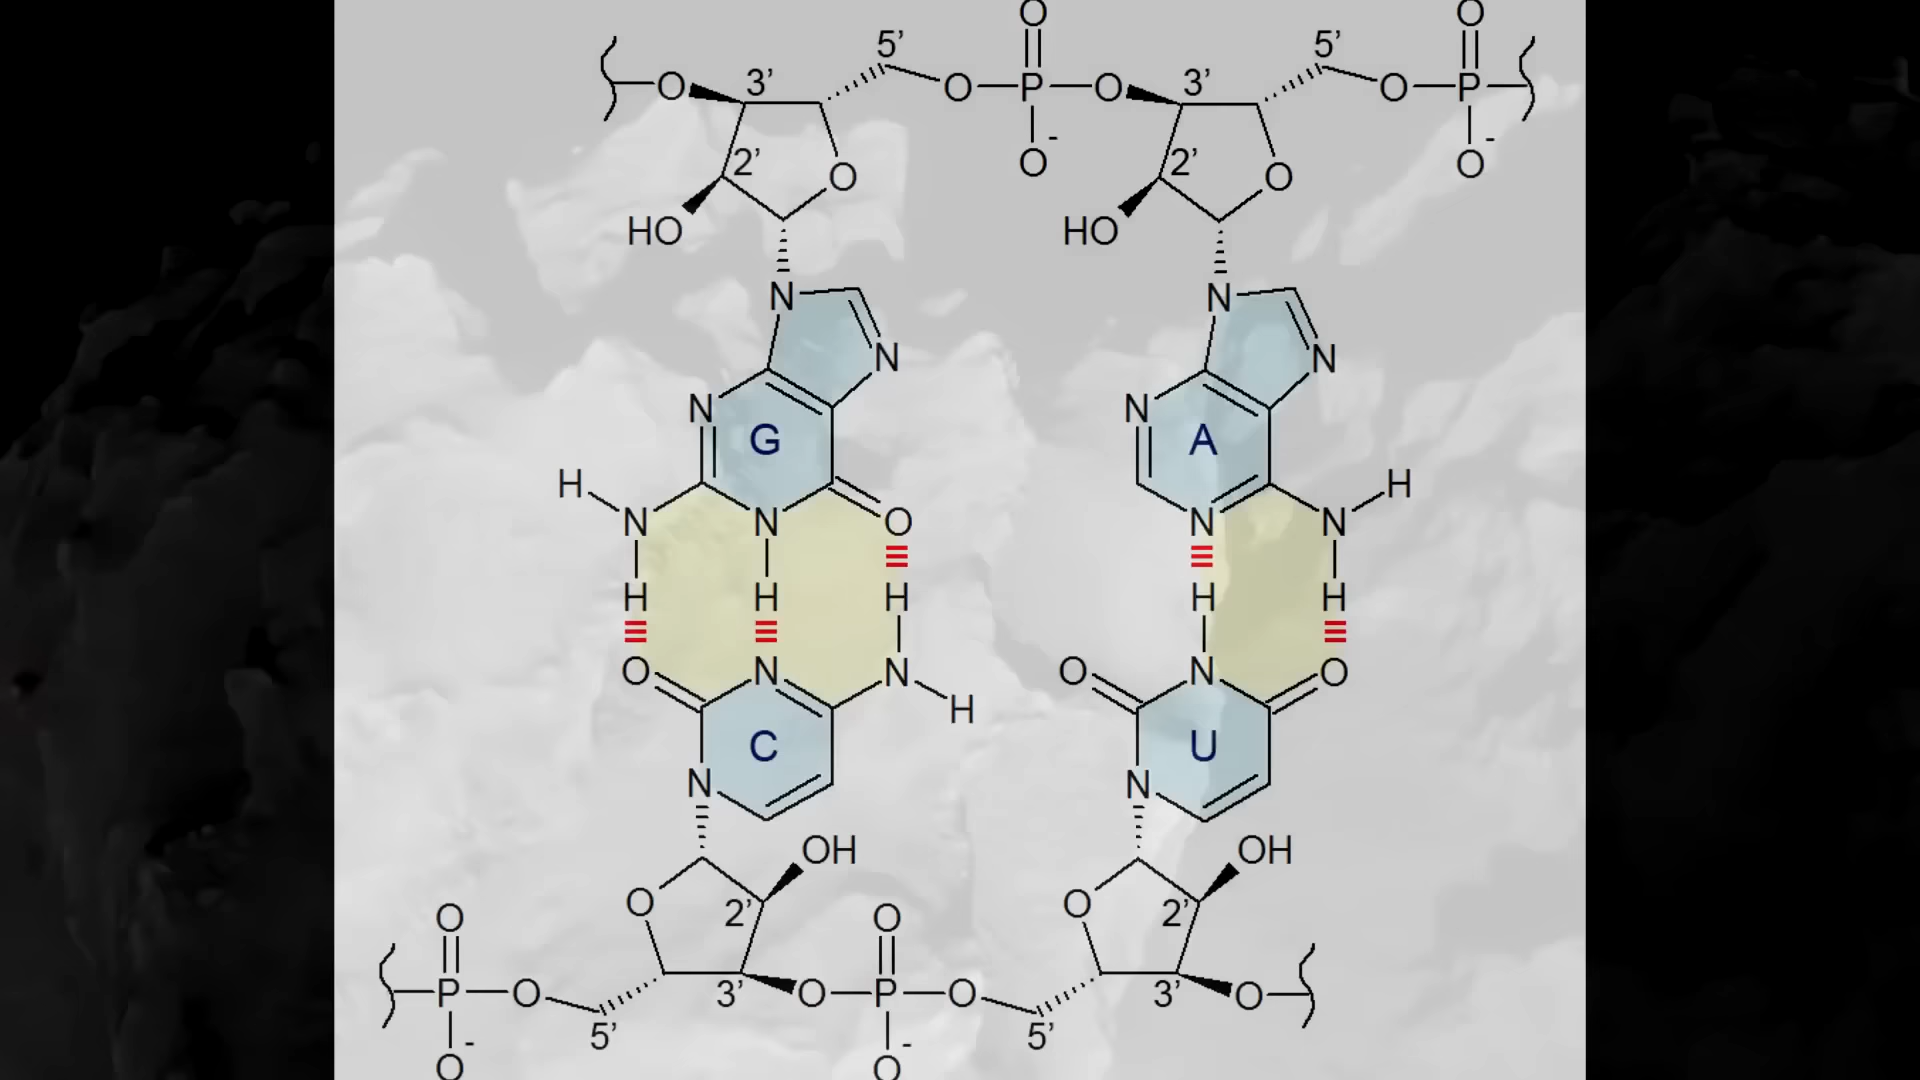 O O
5’ 5’
O 3’ O P O 3’ O P
O- O-
2’ O 2’ O
HO HO
N N
N N
N N
G A
H H
N N O N N
H H H H H
O N N O N O
H
C U
N N
OH OH
O 2’ O 2’
O O
P O 3’ O P O 3’ O
5’ 5’
O- O-